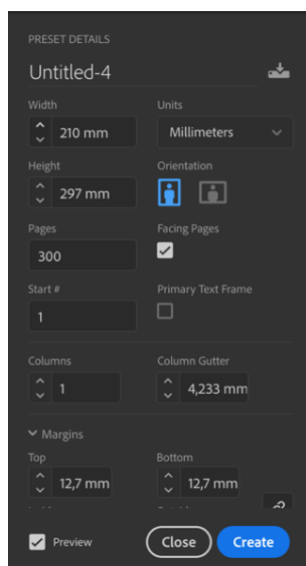 PRESET DETAILS
Untitled-4
Width Units
210 mm Millimeters
Height Orientation
297 mm
Pages Facing Pages
300
Start # Primary Text Frame
1
Columns Column Gutter
1 4,233 mm
Margins
Top Bottom
12,7 mm 12,7 mm
Preview Close Create